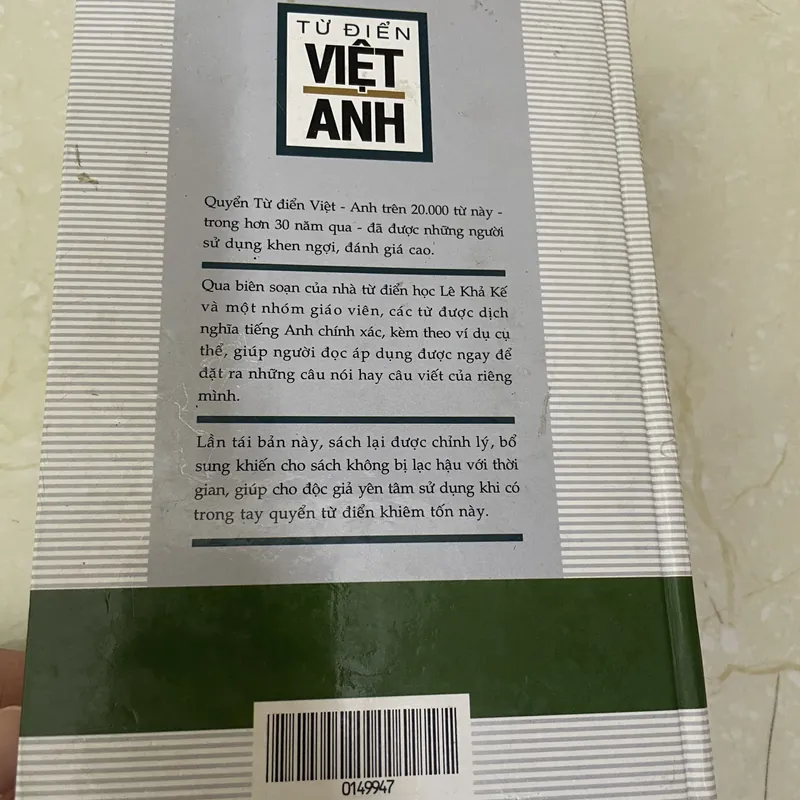 TỪ ĐIỂN
VIỆT
ANH
Quyển Từ điển Việt - Anh trên 20.000 từ này -
trong hơn 30 năm qua - đã được những người
sử dụng khen ngợi, đánh giá cao.
Qua biên soạn của nhà từ điển học Lê Khả Kế
và một nhóm giáo viên, các từ được dịch
nghĩa tiếng Anh chính xác, kèm theo ví dụ cụ
thể, giúp người đọc áp dụng được ngay để
đặt ra những câu nói hay câu viết của riêng
mình.
Lần tái bản này, sách lại được chỉnh lý, bổ
sung khiến cho sách không bị lạc hậu với thời
gian, giúp cho độc giả yên tâm sử dụng khi có
trong tay quyển từ điển khiêm tốn này.
0149947